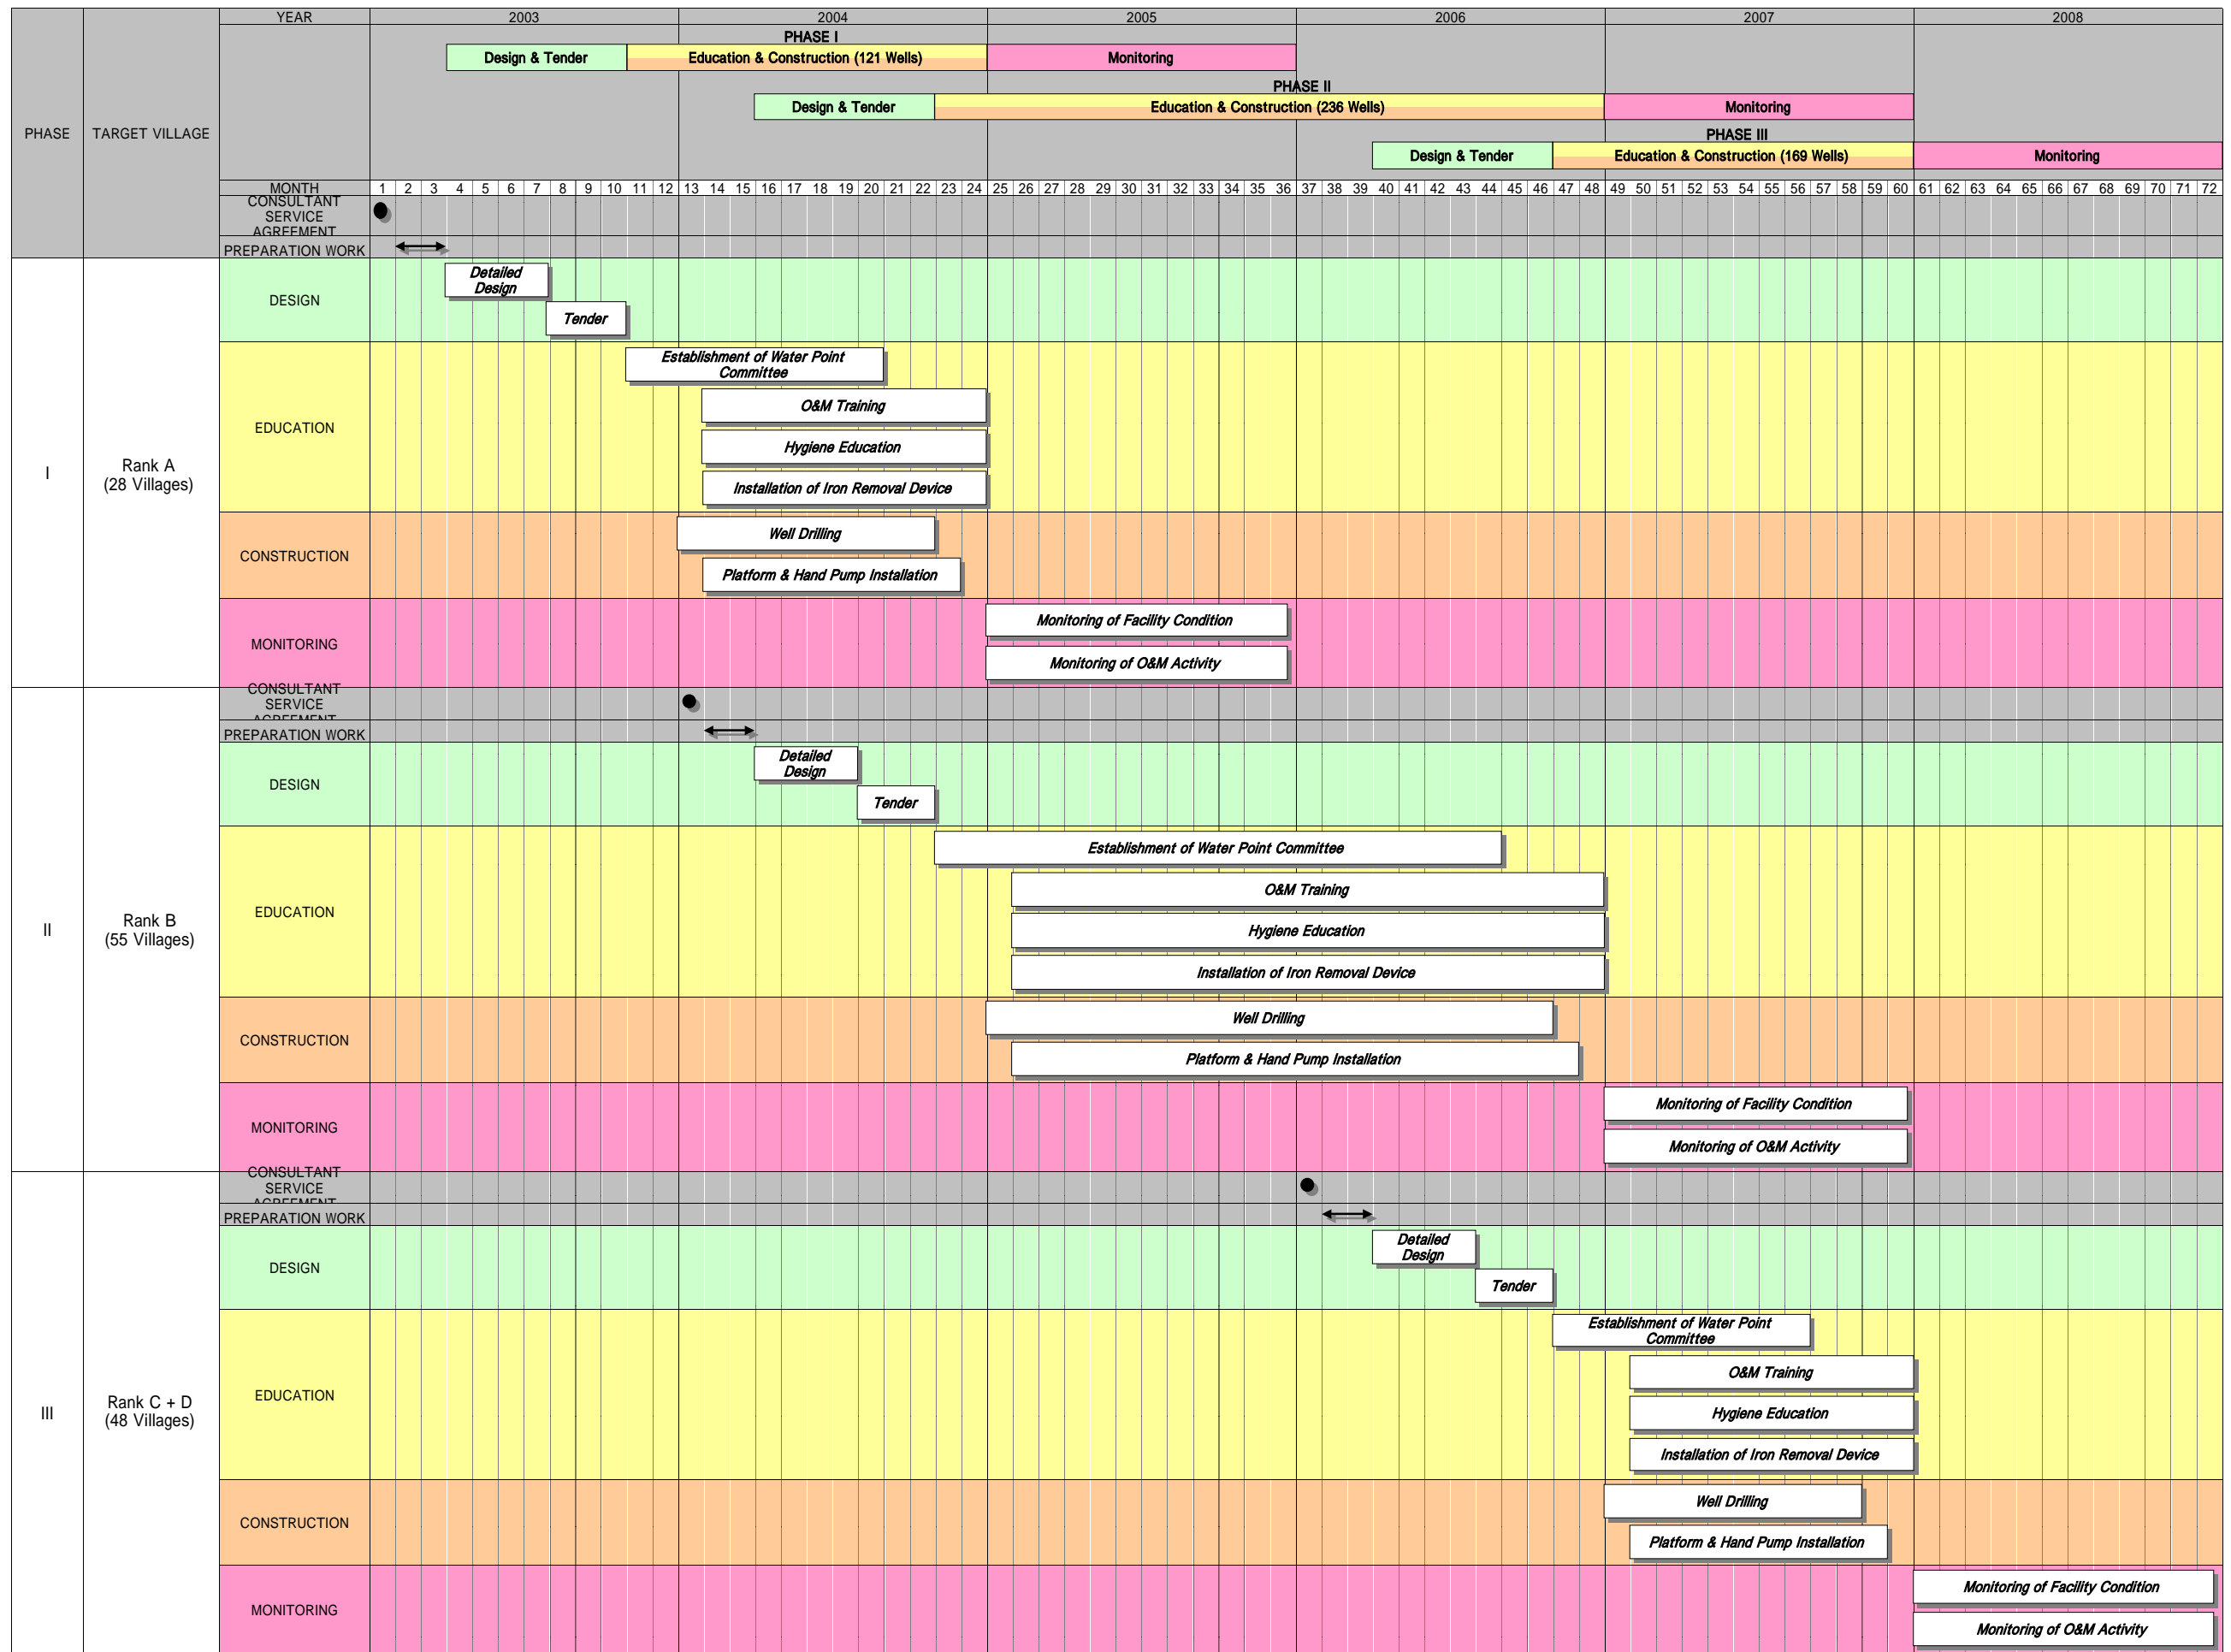 YEAR 2003 2004 2005 2006 2007 2008
PHASE I
Design & Tender Education & Construction (121 Wells) Monitoring
PHASE II
Design & Tender Education & Construction (236 Wells) Monitoring
PHASE TARGET VILLAGE
PHASE III
Design & Tender Education & Construction (169 Wells) Monitoring
MONTH 1 2 3 4 5 6 7 8 9 10 11 12 13 14 15 16 17 18 19 20 21 22 23 24 25 26 27 28 29 30 31 32 33 34 35 36 37 38 39 40 41 42 43 44 45 46 47 48 49 50 51 52 53 54 55 56 57 58 59 60 61 62 63 64 65 66 67 68 69 70 71 72
CONSULTANT
SERVICE
AGREEMENT
PREPARATION WORK
I
Rank A
(28 Villages)
DESIGN
Detailed
Design
Tender
EDUCATION
Establishment of Water Point
Committee
O&M Training
Hygiene Education
Installation of Iron Removal Device
CONSTRUCTION
Well Drilling
Platform & Hand Pump Installation
MONITORING
Monitoring of Facility Condition
Monitoring of O&M Activity
II
Rank B
(55 Villages)
CONSULTANT
SERVICE
AGREEMENT
PREPARATION WORK
DESIGN
Detailed
Design
Tender
EDUCATION
Establishment of Water Point Committee
O&M Training
Hygiene Education
Installation of Iron Removal Device
CONSTRUCTION
Well Drilling
Platform & Hand Pump Installation
MONITORING
Monitoring of Facility Condition
Monitoring of O&M Activity
III
Rank C + D
(48 Villages)
CONSULTANT
SERVICE
AGREEMENT
PREPARATION WORK
DESIGN
Detailed
Design
Tender
EDUCATION
Establishment of Water Point
Committee
O&M Training
Hygiene Education
Installation of Iron Removal Device
CONSTRUCTION
Well Drilling
Platform & Hand Pump Installation
MONITORING
Monitoring of Facility Condition
Monitoring of O&M Activity